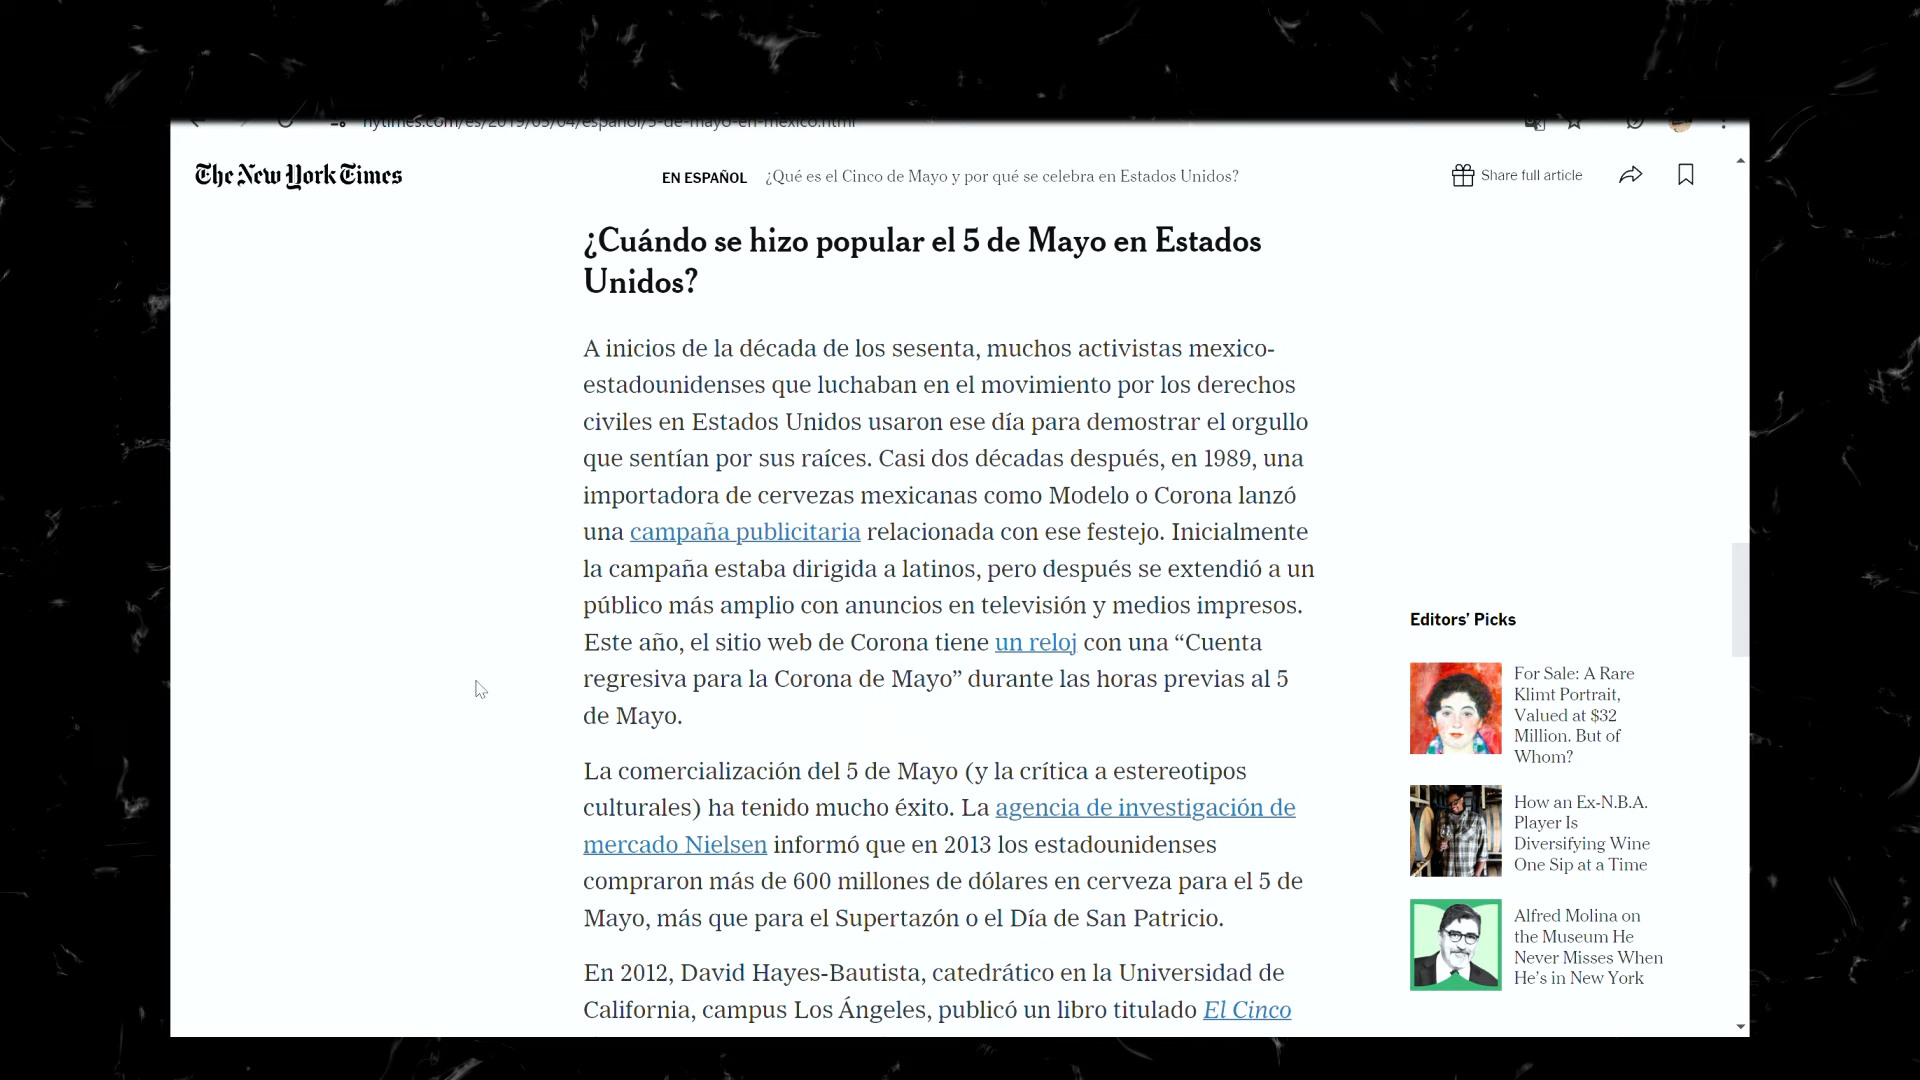 nytimes.com/es/2019/05/04/espanol/5-de-mayo-en-mexico.html
The New York Times
EN ESPAÑOL ¿Qué es el Cinco de Mayo y por qué se celebra en Estados Unidos?
Share full article
¿Cuándo se hizo popular el 5 de Mayo en Estados
Unidos?
A inicios de la década de los sesenta, muchos activistas mexico-
estadounidenses que luchaban en el movimiento por los derechos
civiles en Estados Unidos usaron ese día para demostrar el orgullo
que sentían por sus raíces. Casi dos décadas después, en 1989, una
importadora de cervezas mexicanas como Modelo o Corona lanzó
una campaña publicitaria relacionada con ese festejo. Inicialmente
la campaña estaba dirigida a latinos, pero después se extendió a un
público más amplio con anuncios en televisión y medios impresos.
Este año, el sitio web de Corona tiene un reloj con una “Cuenta
regresiva para la Corona de Mayo” durante las horas previas al 5
de Mayo.
La comercialización del 5 de Mayo (y la crítica a estereotipos
culturales) ha tenido mucho éxito. La agencia de investigación de
mercado Nielsen informó que en 2013 los estadounidenses
compraron más de 600 millones de dólares en cerveza para el 5 de
Mayo, más que para el Supertazón o el Día de San Patricio.
En 2012, David Hayes-Bautista, catedrático en la Universidad de
California, campus Los Ángeles, publicó un libro titulado El Cinco
Editors’ Picks
For Sale: A Rare
Klimt Portrait,
Valued at $32
Million. But of
Whom?
How an Ex-N.B.A.
Player Is
Diversifying Wine
One Sip at a Time
Alfred Molina on
the Museum He
Never Misses When
He’s in New York